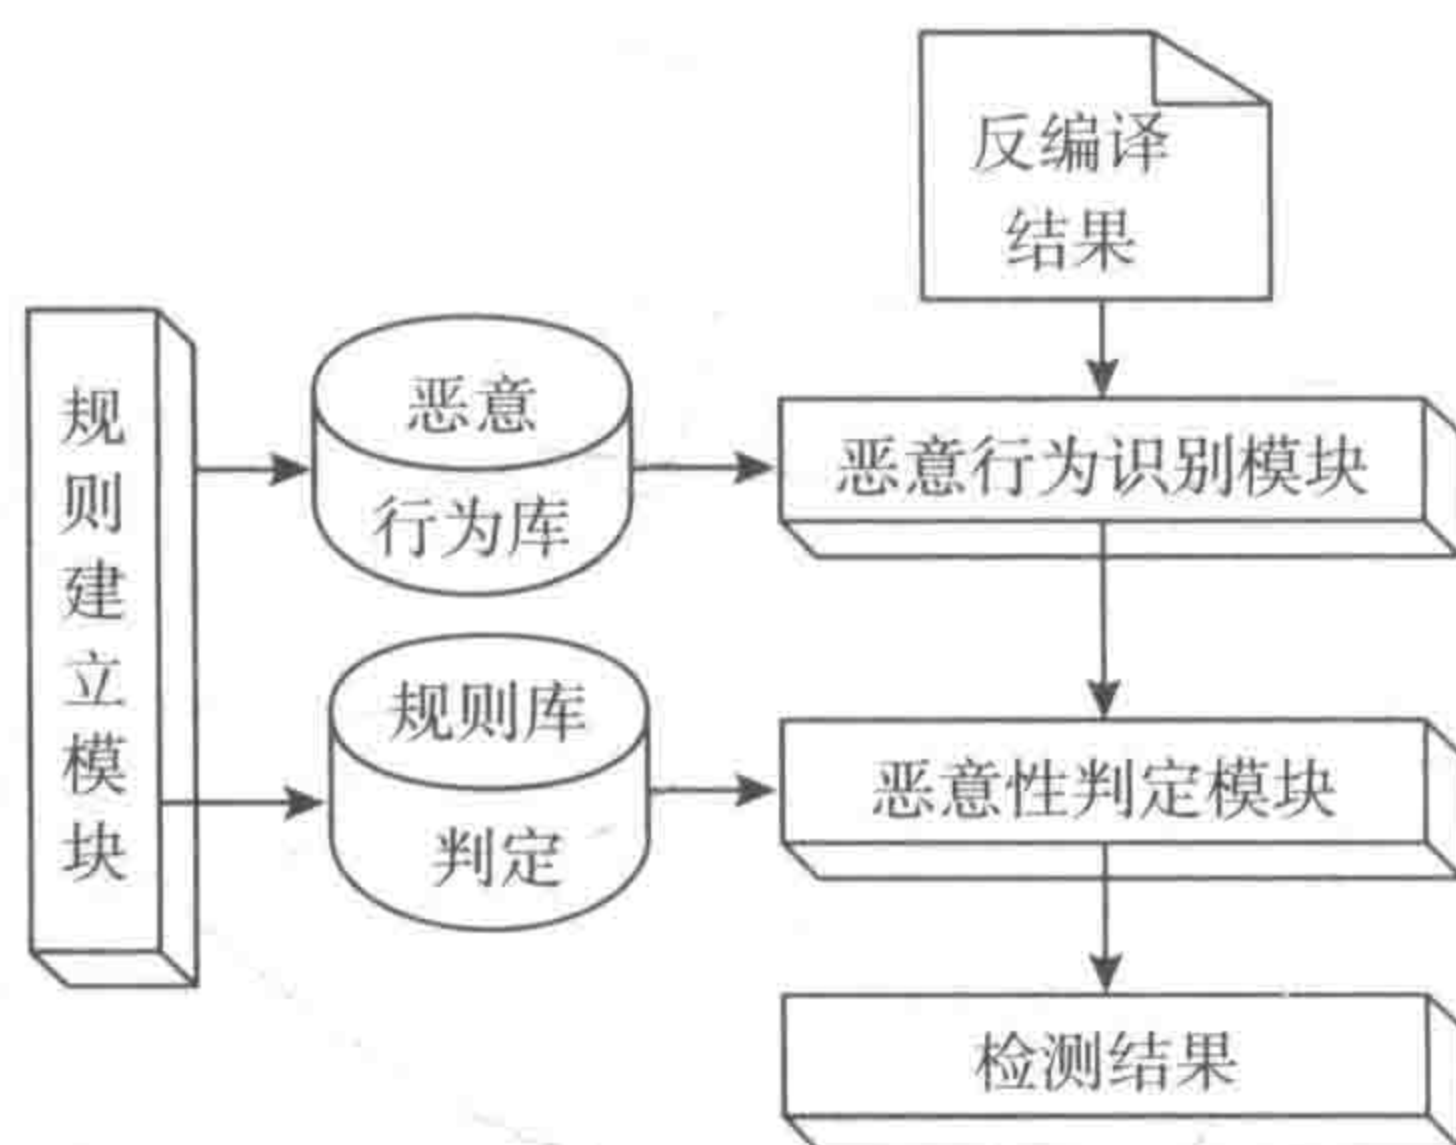 反编译
结果
规则建立模块
恶意
行为库
恶意行为识别模块
规则库
判定
恶意性判定模块
检测结果